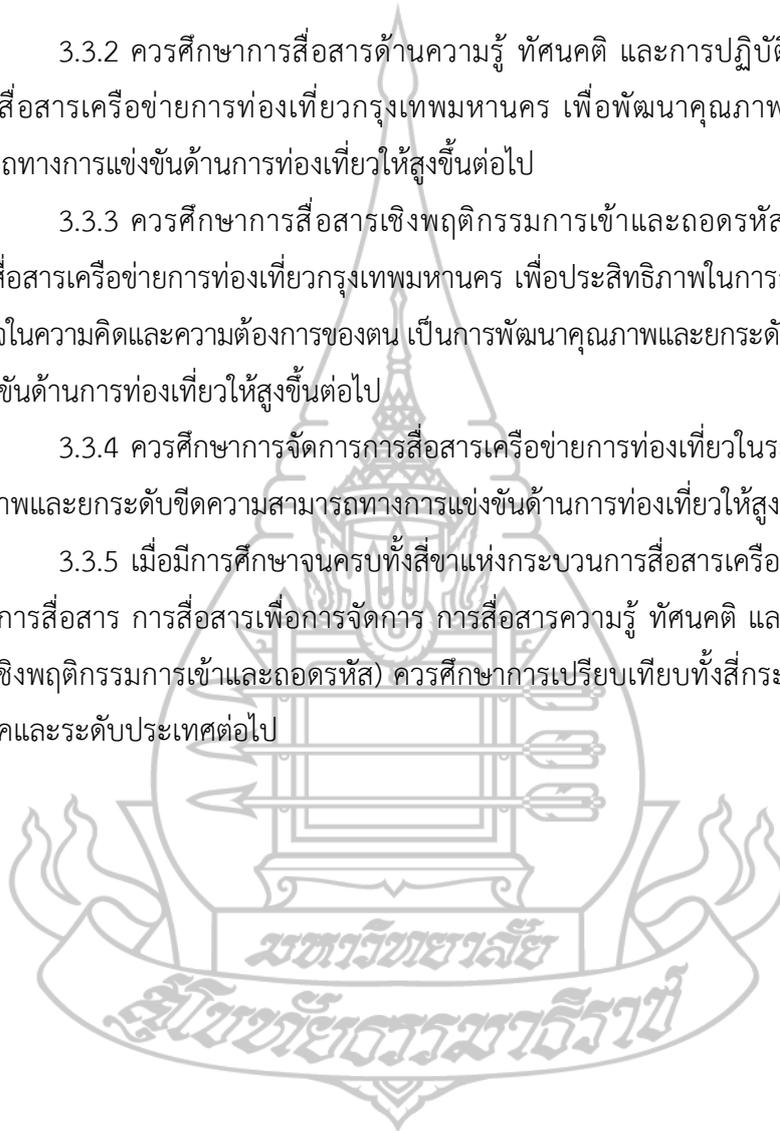 3.3.2 ควรศึกษาการสื่อสารด้านความรู้ ทัศนคติ และการปฏิบัติ
สื่อสารเครือข่ายการท่องเที่ยวกรุงเทพมหานคร เพื่อพัฒนาคุณภาพ
ถทางการแข่งขันด้านการท่องเที่ยวให้สูงขึ้นต่อไป
3.3.3 ควรศึกษาการสื่อสารเชิงพฤติกรรมการเข้าและถอดรหัส
สื่อสารเครือข่ายการท่องเที่ยวกรุงเทพมหานคร เพื่อประสิทธิภาพในการ
ในความคิดและความต้องการของตน เป็นการพัฒนาคุณภาพและยกระดั
ขันด้านการท่องเที่ยวให้สูงขึ้นต่อไป
3.3.4 ควรศึกษาการจัดการการสื่อสารเครือข่ายการท่องเที่ยวในระ
าพและยกระดับขีดความสามารถทางการแข่งขันด้านการท่องเที่ยวให้สูง
3.3.5 เมื่อมีการศึกษาจนครบทั้งสี่ขาแห่งกระบวนการสื่อสารเครือ
การสื่อสาร การสื่อสารเพื่อการจัดการ การสื่อสารความรู้ ทัศนคติ แล
ชิงพฤติกรรมการเข้าและถอดรหัส) ควรศึกษาการเปรียบเทียบทั้งสี่กระ
คและระดับประเทศต่อไป
มหาวิทยาลัย
สุโขทัยธรรมาธิราช